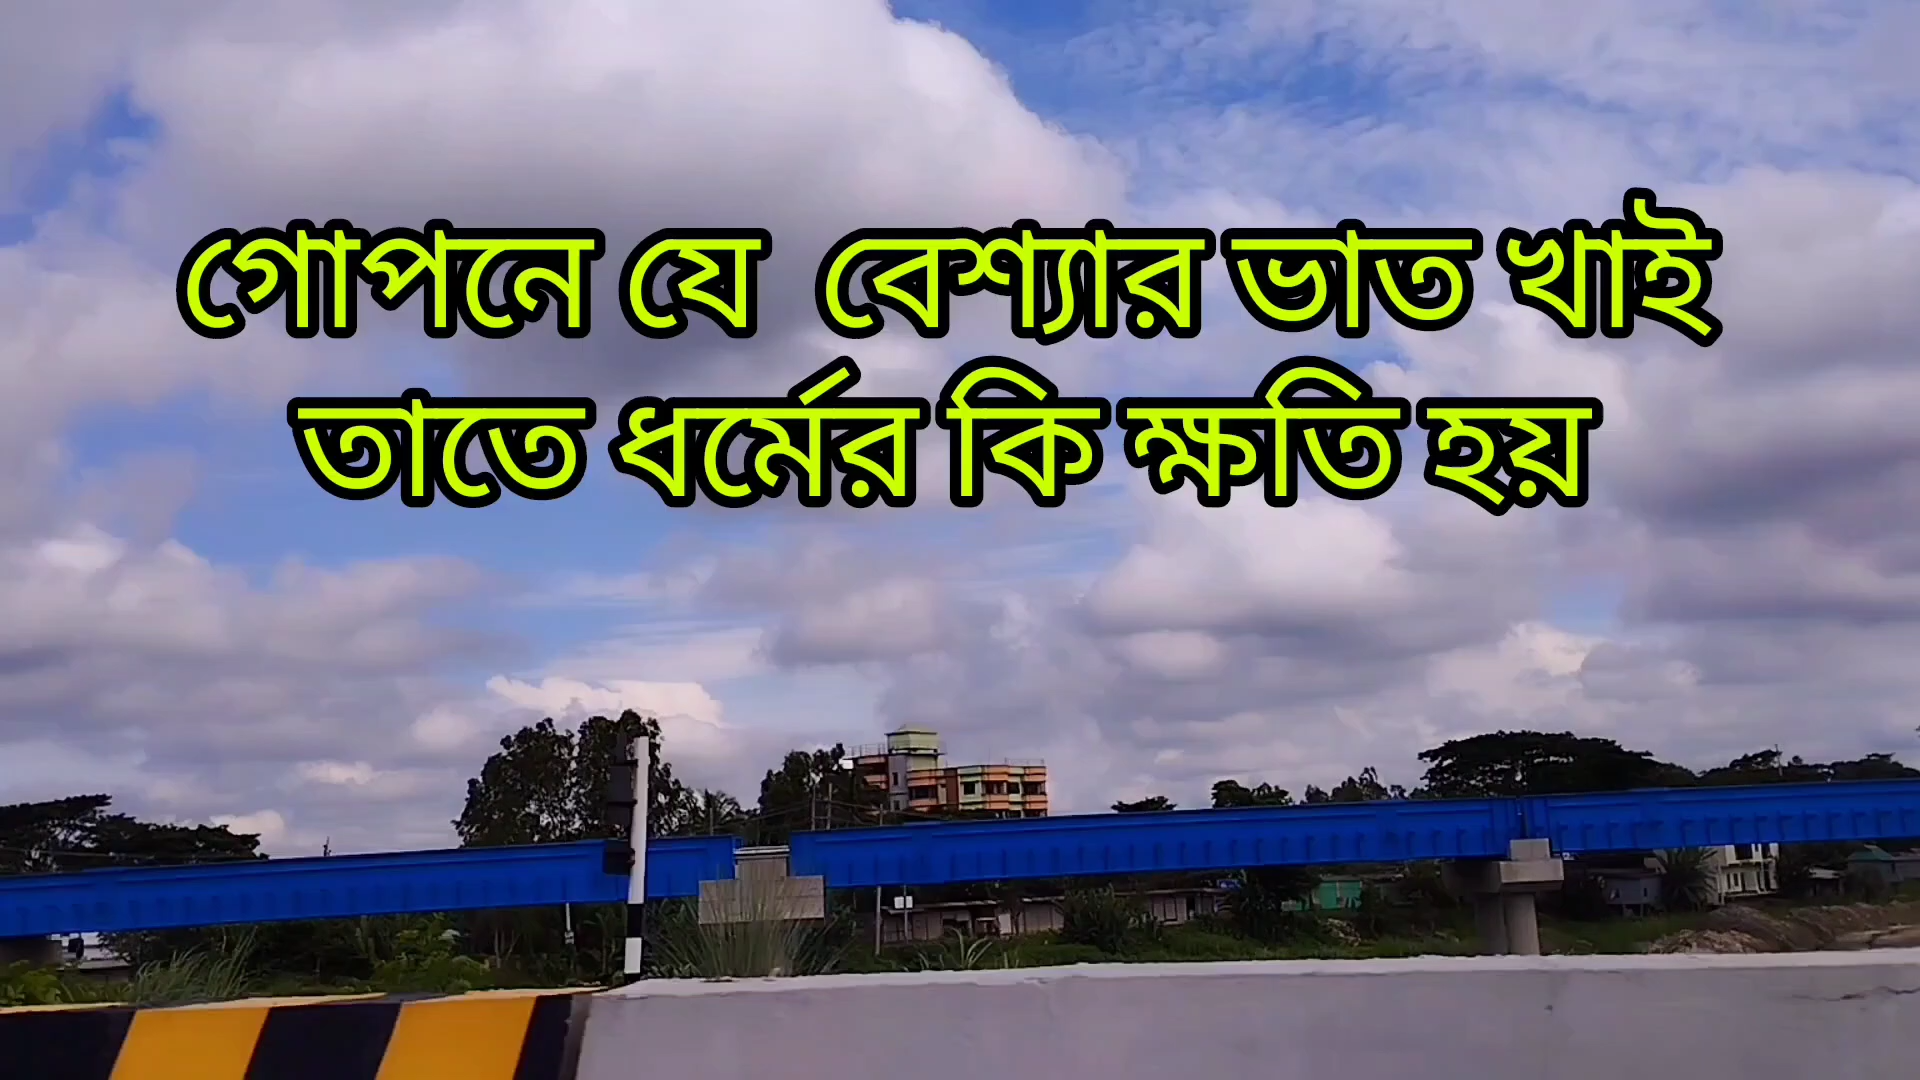 গোপনে যে বেশ্যার ভাত খাই
তাতে ধর্মের কি ক্ষতি হয়